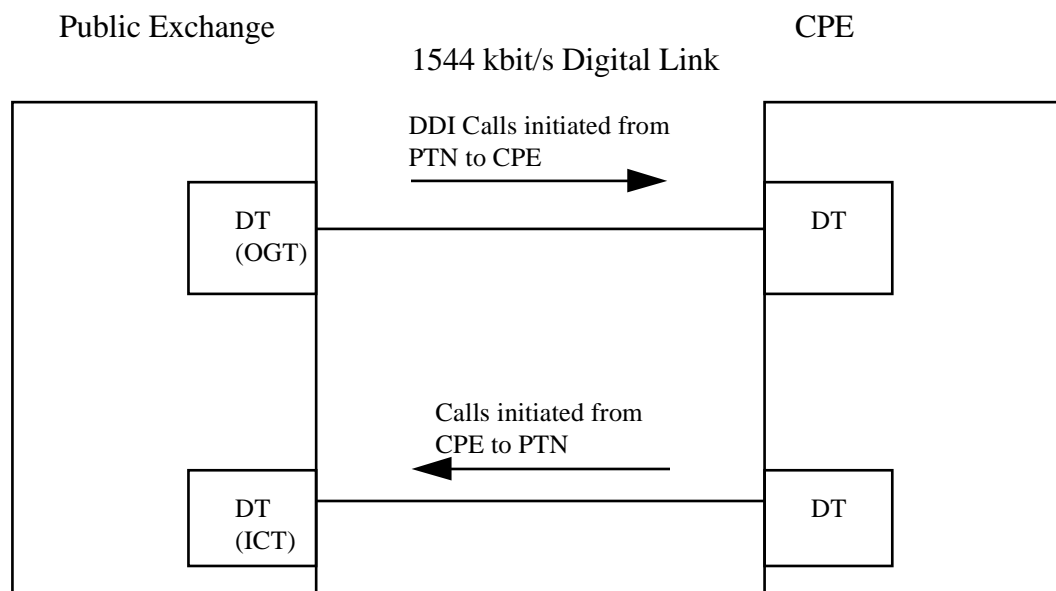 Public Exchange
CPE
1544 kbit/s Digital Link
DDI Calls initiated from
PTN to CPE
DT
(OGT)
DT
Calls initiated from
CPE to PTN
DT
(ICT)
DT